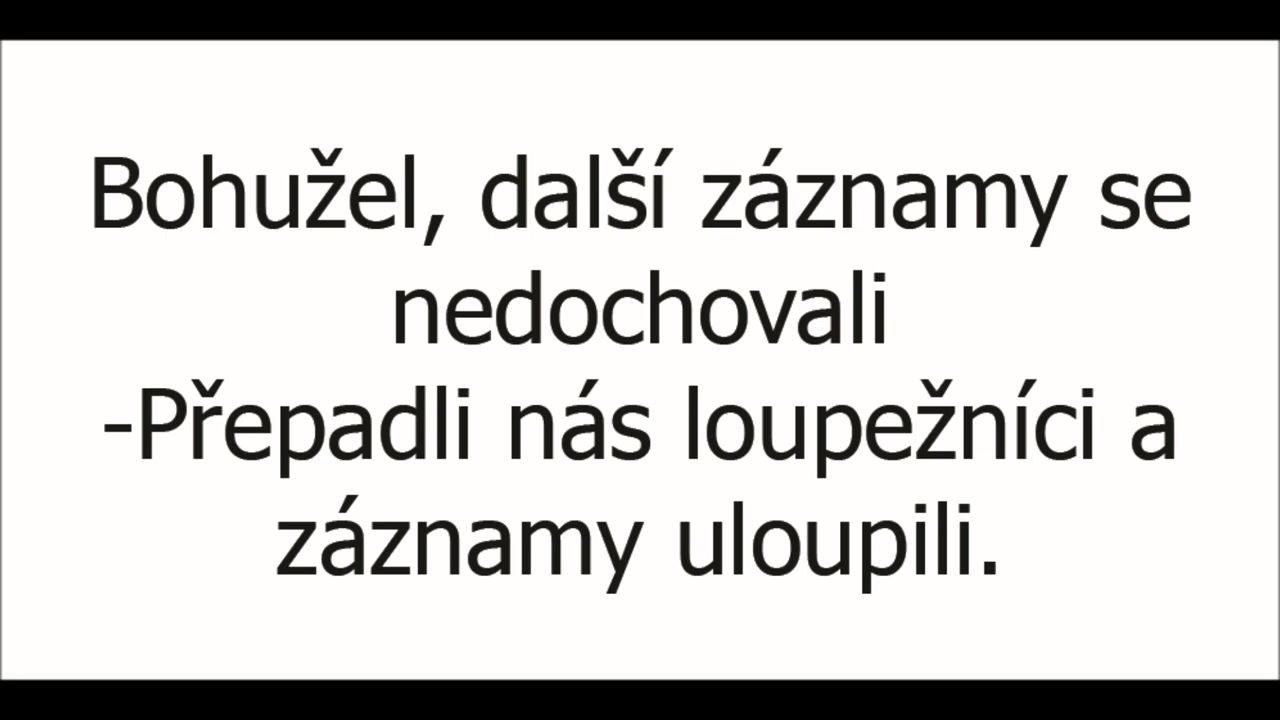 Bohužel, další záznamy se
nedochovali
-Přepadli nás loupežníci a
záznamy uloupili.